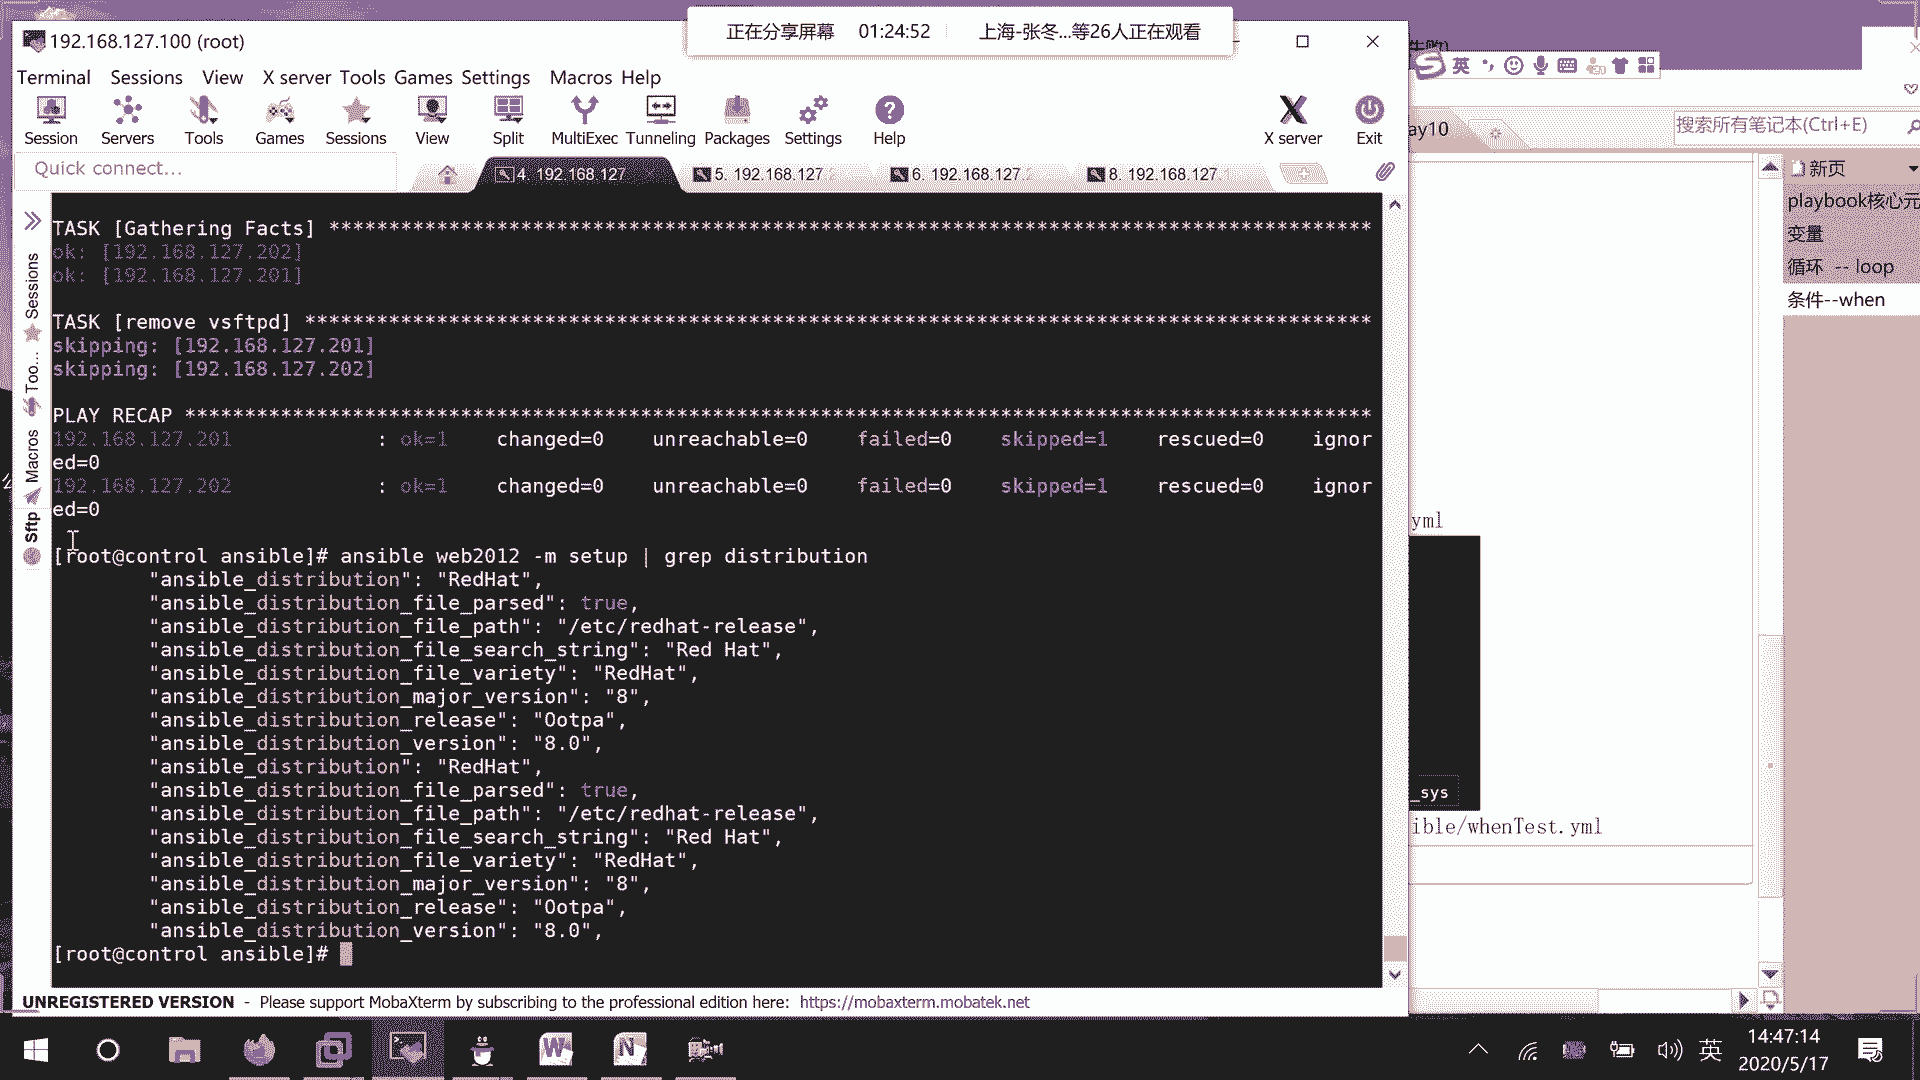 正在分享屏幕 01:24:52 上海-张冬...等26人正在观看
192.168.127.100 (root)
Terminal Sessions View X server Tools Games Settings Macros Help
英
Session Servers Tools Games Sessions View Split MultiExec Tunneling Packages Settings Help X server Exit
ay10
搜索所有笔记本(Ctrl+E)
Quick connect...
4. 192.168.127
5. 192.168.127
6. 192.168.127.2
8. 192.168.127.1
新页
playbook核心元
变量
循环 -- loop
条件--when
Sessions
Too...
Macros
Sftp
TASK [Gathering Facts] ***************************************************************************************
ok: [192.168.127.202]
ok: [192.168.127.201]
TASK [remove vsftpd] *****************************************************************************************
skipping: [192.168.127.201]
skipping: [192.168.127.202]
PLAY RECAP ***************************************************************************************************
192.168.127.201 : ok=1 changed=0 unreachable=0 failed=0 skipped=1 rescued=0 ignor
ed=0
192.168.127.202 : ok=1 changed=0 unreachable=0 failed=0 skipped=1 rescued=0 ignor
ed=0
[root@control ansible]# ansible web2012 -m setup | grep distribution
"ansible_distribution": "RedHat",
"ansible_distribution_file_parsed": true,
"ansible_distribution_file_path": "/etc/redhat-release",
"ansible_distribution_file_search_string": "Red Hat",
"ansible_distribution_file_variety": "RedHat",
"ansible_distribution_major_version": "8",
"ansible_distribution_release": "Ootpa",
"ansible_distribution_version": "8.0",
"ansible_distribution": "RedHat",
"ansible_distribution_file_parsed": true,
"ansible_distribution_file_path": "/etc/redhat-release",
"ansible_distribution_file_search_string": "Red Hat",
"ansible_distribution_file_variety": "RedHat",
"ansible_distribution_major_version": "8",
"ansible_distribution_release": "Ootpa",
"ansible_distribution_version": "8.0",
[root@control ansible]#
yml
_sys
ible/whenTest.yml
UNREGISTERED VERSION - Please support MobaXterm by subscribing to the professional edition here: https://mobaxterm.mobatek.net
英
14:47:14
2020/5/17